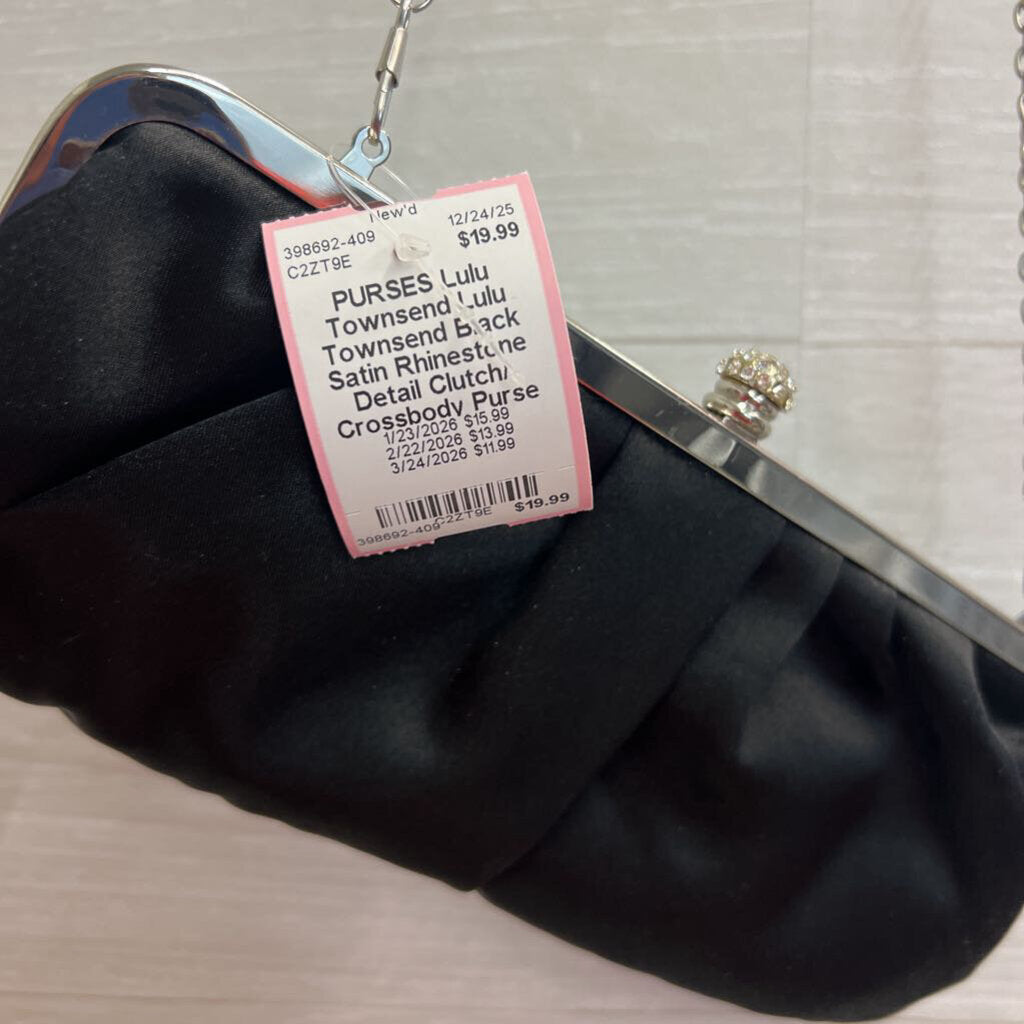 New'd 12/24/25
398692-409 $19.99
C2ZT9E
PURSES Lulu
Townsend Lulu
Townsend Black
Satin Rhinestone
Detail Clutch/
Crossbody Purse
1/23/2026 $15.99
2/22/2026 $13.99
3/24/2026 $11.99
C2ZT9E $19.99
398692-409